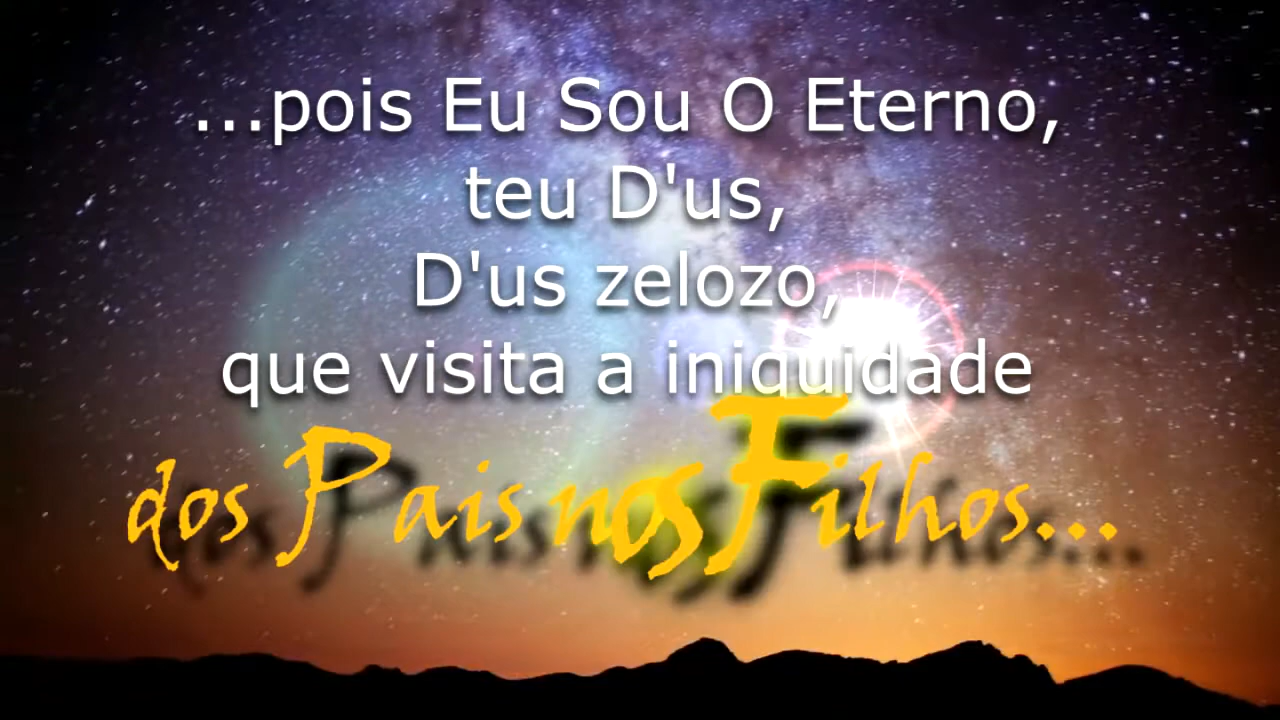 ...pois Eu Sou O Eterno,
teu D'us,
D'us zelozo,
que visita a iniquidade
dos Pais nos Filhos...